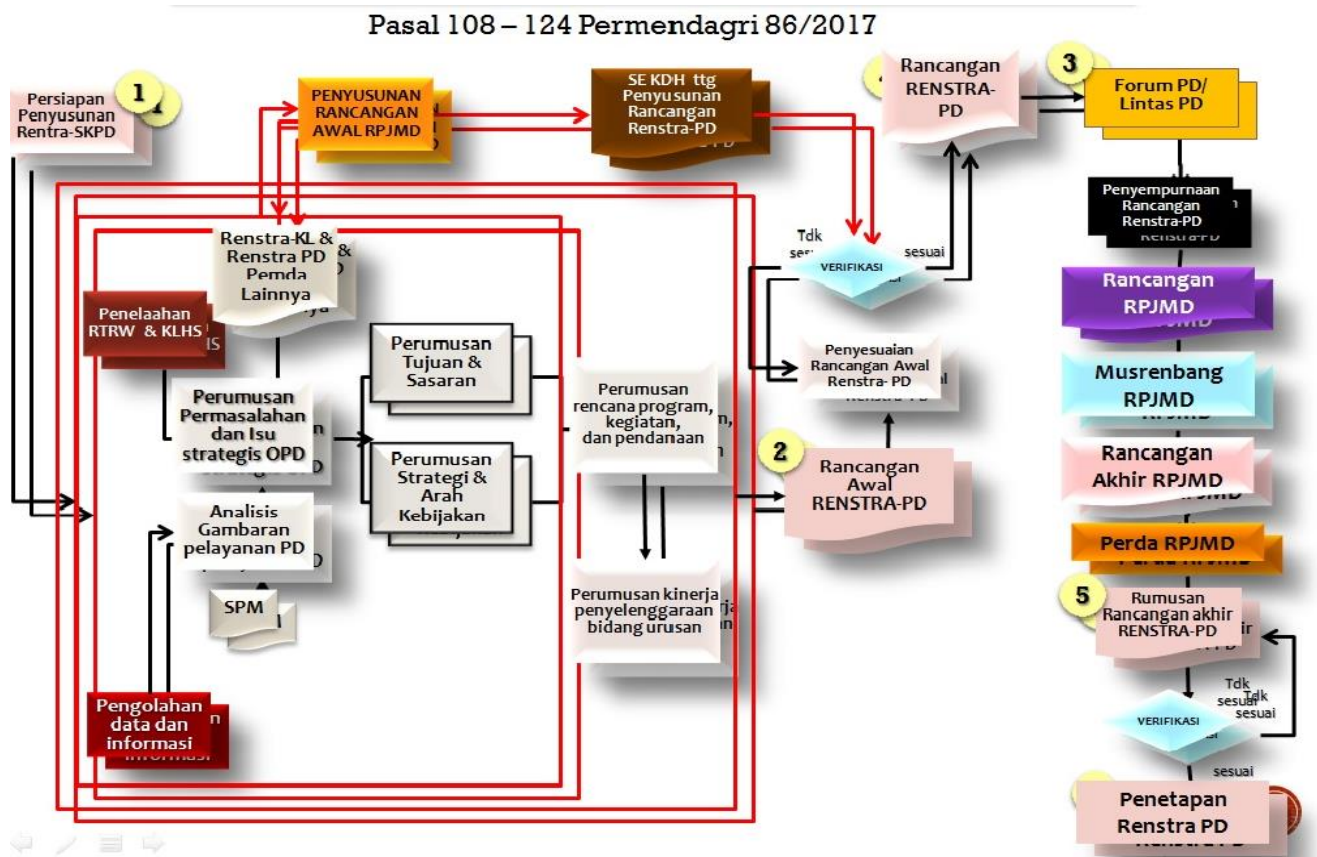 Pasal 108 – 124 Permendagri 86/2017
1
Persiapan
Penyusunan
Rentra-SKPD
PENYUSUNAN
RANCANGAN
AWAL RPJMD
SE KDH ttg
Penyusunan
Rancangan
Renstra-PD
Rancangan
RENSTRA-
PD
3
Forum PD/
Lintas PD
Penyempurnaan
Rancangan
Renstra-PD
Renstra-KL &
Renstra PD
Pemda
Lainnya
Penelaahan
RTRW & KLHS
Perumusan
Permasalahan
dan Isu
strategis OPD
Analisis
Gambaran
pelayanan PD
SPM
Pengolahan
data dan
informasi
Perumusan
Tujuan &
Sasaran
Perumusan
Strategi &
Arah
Kebijakan
Perumusan
rencana program,
kegiatan,
dan pendanaan
Perumusan kinerja
penyelenggaraan
bidang urusan
Tdk
sesuai
VERIFIKASI
Penyesuaian
Rancangan Awal
Renstra- PD
2
Rancangan
Awal
RENSTRA-PD
Rancangan
RPJMD
Musrenbang
RPJMD
Rancangan
Akhir RPJMD
Perda RPJMD
5
Rumusan
Rancangan akhir
RENSTRA-PD
Tdk
sesuai
Tdk
sesuai
VERIFIKASI
sesuai
Penetapan
Renstra PD